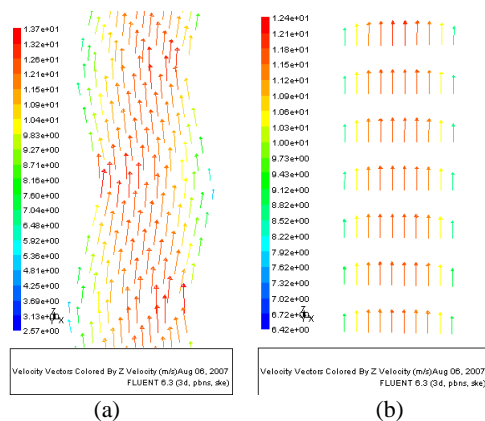 1.37e+01
1.32e+01
1.26e+01
1.21e+01
1.15e+01
1.09e+01
1.04e+01
9.83e+00
9.27e+00
8.71e+00
8.16e+00
7.60e+00
7.04e+00
6.48e+00
5.92e+00
5.36e+00
4.81e+00
4.25e+00
3.69e+00
3.13e+00
2.57e+00
Z
Y X
Velocity Vectors Colored By Z Velocity (m/s)Aug 06, 2007
FLUENT 6.3 (3d, pbns, ske)
(a)
1.24e+01
1.21e+01
1.18e+01
1.15e+01
1.12e+01
1.09e+01
1.06e+01
1.03e+01
1.00e+01
9.73e+00
9.43e+00
9.12e+00
8.82e+00
8.52e+00
8.22e+00
7.92e+00
7.62e+00
7.32e+00
7.02e+00
6.72e+00
6.42e+00
Z
Y X
Velocity Vectors Colored By Z Velocity (m/s)Aug 06, 2007
FLUENT 6.3 (3d, pbns, ske)
(b)